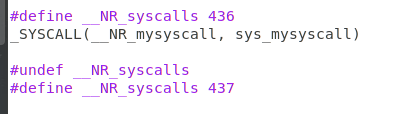 #define __NR_syscalls 436
_SYSCALL(__NR_mysyscall, sys_mysyscall)
#undef __NR_syscalls
#define __NR_syscalls 437